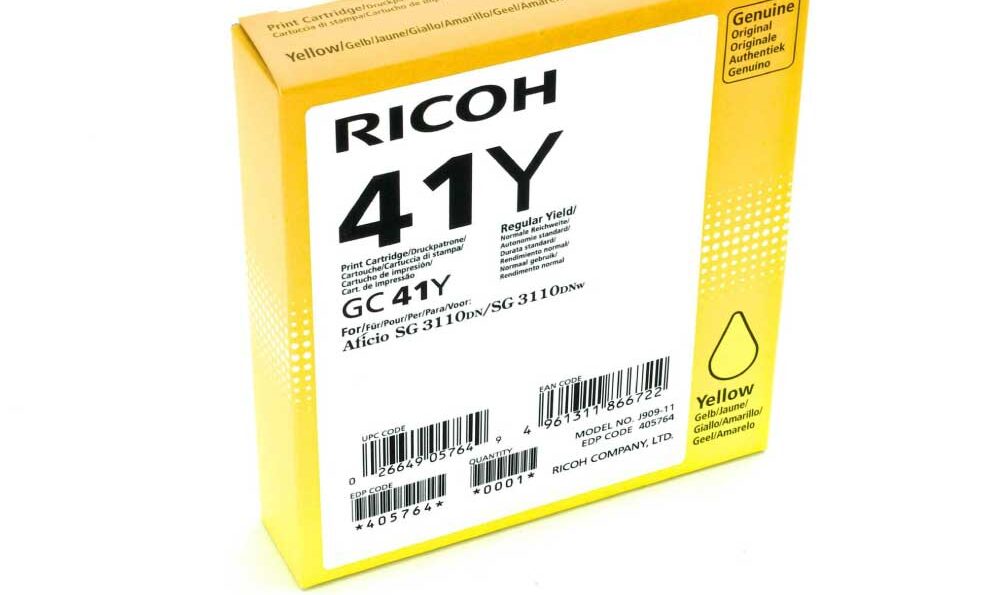 Print Cartridge/Druckpatrone/
Cartuccia di stampa/Cartucho de
Yellow/Gelb/Jaune/Giallo/Amarillo/Geel/Amarelo
Genuine
Original
Originale
Authentiek
Genuino
RICOH
41Y
Print Cartridge/Druckpatrone/
Cartouche/Cartuccia di stampa/
Cartucho de impresión/
Cart. de impressão
Regular Yield/
Normale Reichweite/
Autonomie standard/
Durata standard/
Rendimiento normal/
Normaal gebruik/
Rendimento normal
GC 41Y
For/Für/Pour/Per/Para/Voor:
Aficio SG 3110DN/SG 3110DNw
Yellow
Gelb/Jaune/
Giallo/Amarillo/
Geel/Amarelo
UPC CODE
0 26649 05764 9
EAN CODE
4 961311 866722
MODEL NO. J909-11
EDP CODE 405764
RICOH COMPANY, LTD.
EDP CODE
*405764*
QUANTITY
*0001*